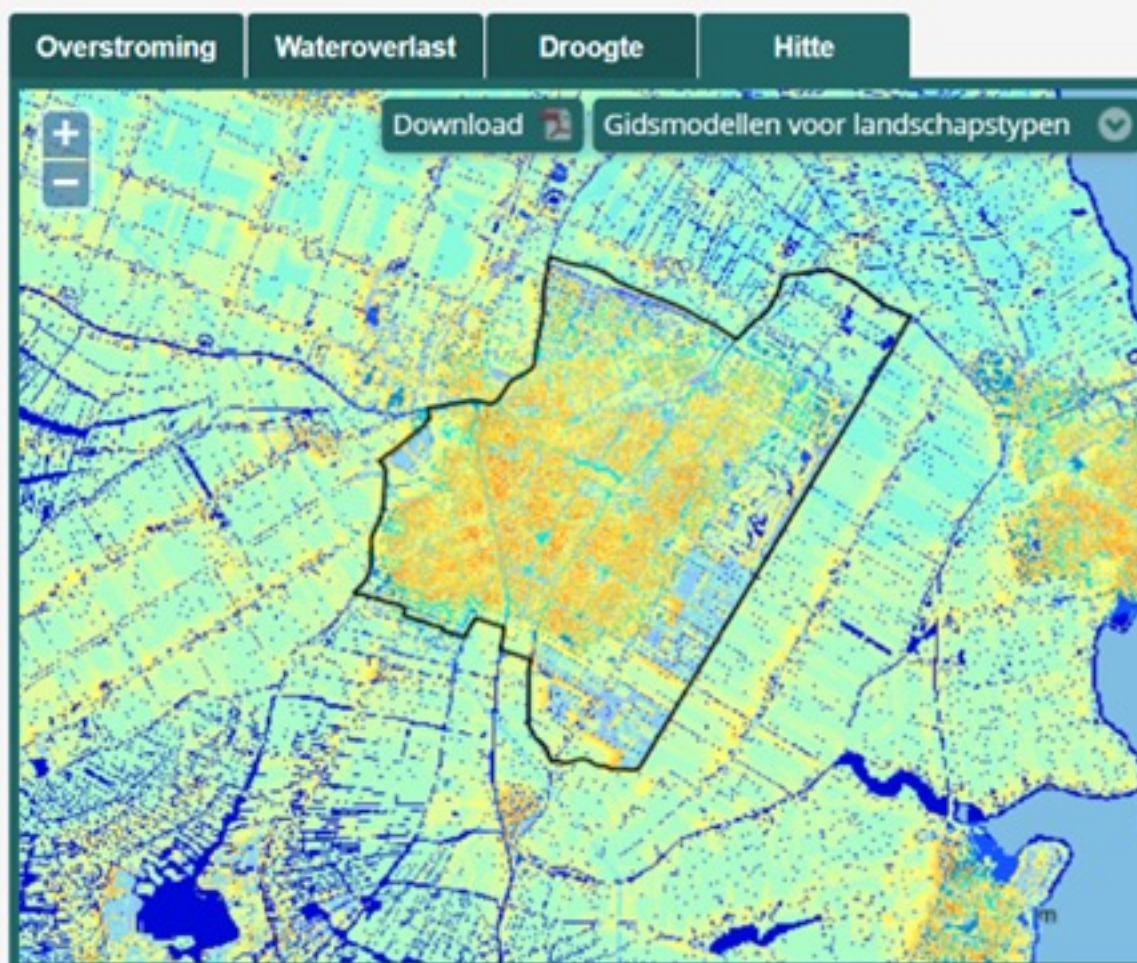 Overstroming
Wateroverlast
Droogte
Hitte
+
Download
Gidsmodellen voor landschapstypen
−
m